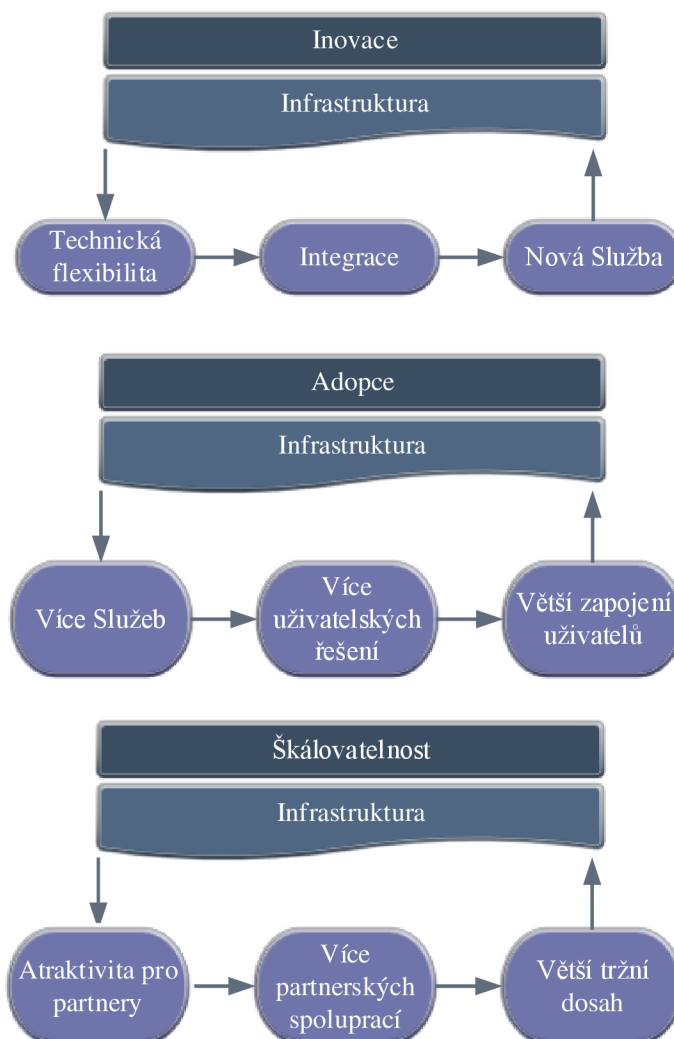 Inovace
Infrastruktura
Technická
flexibilita
Integrace
Nová Služba
Adopce
Infrastruktura
Více Služeb
Více
uživatelských
řešení
Větší zapojení
uživatelů
Škálovatelnost
Infrastruktura
Atraktivita pro
partnery
Více
partnerských
spoluprací
Větší tržní
dosah